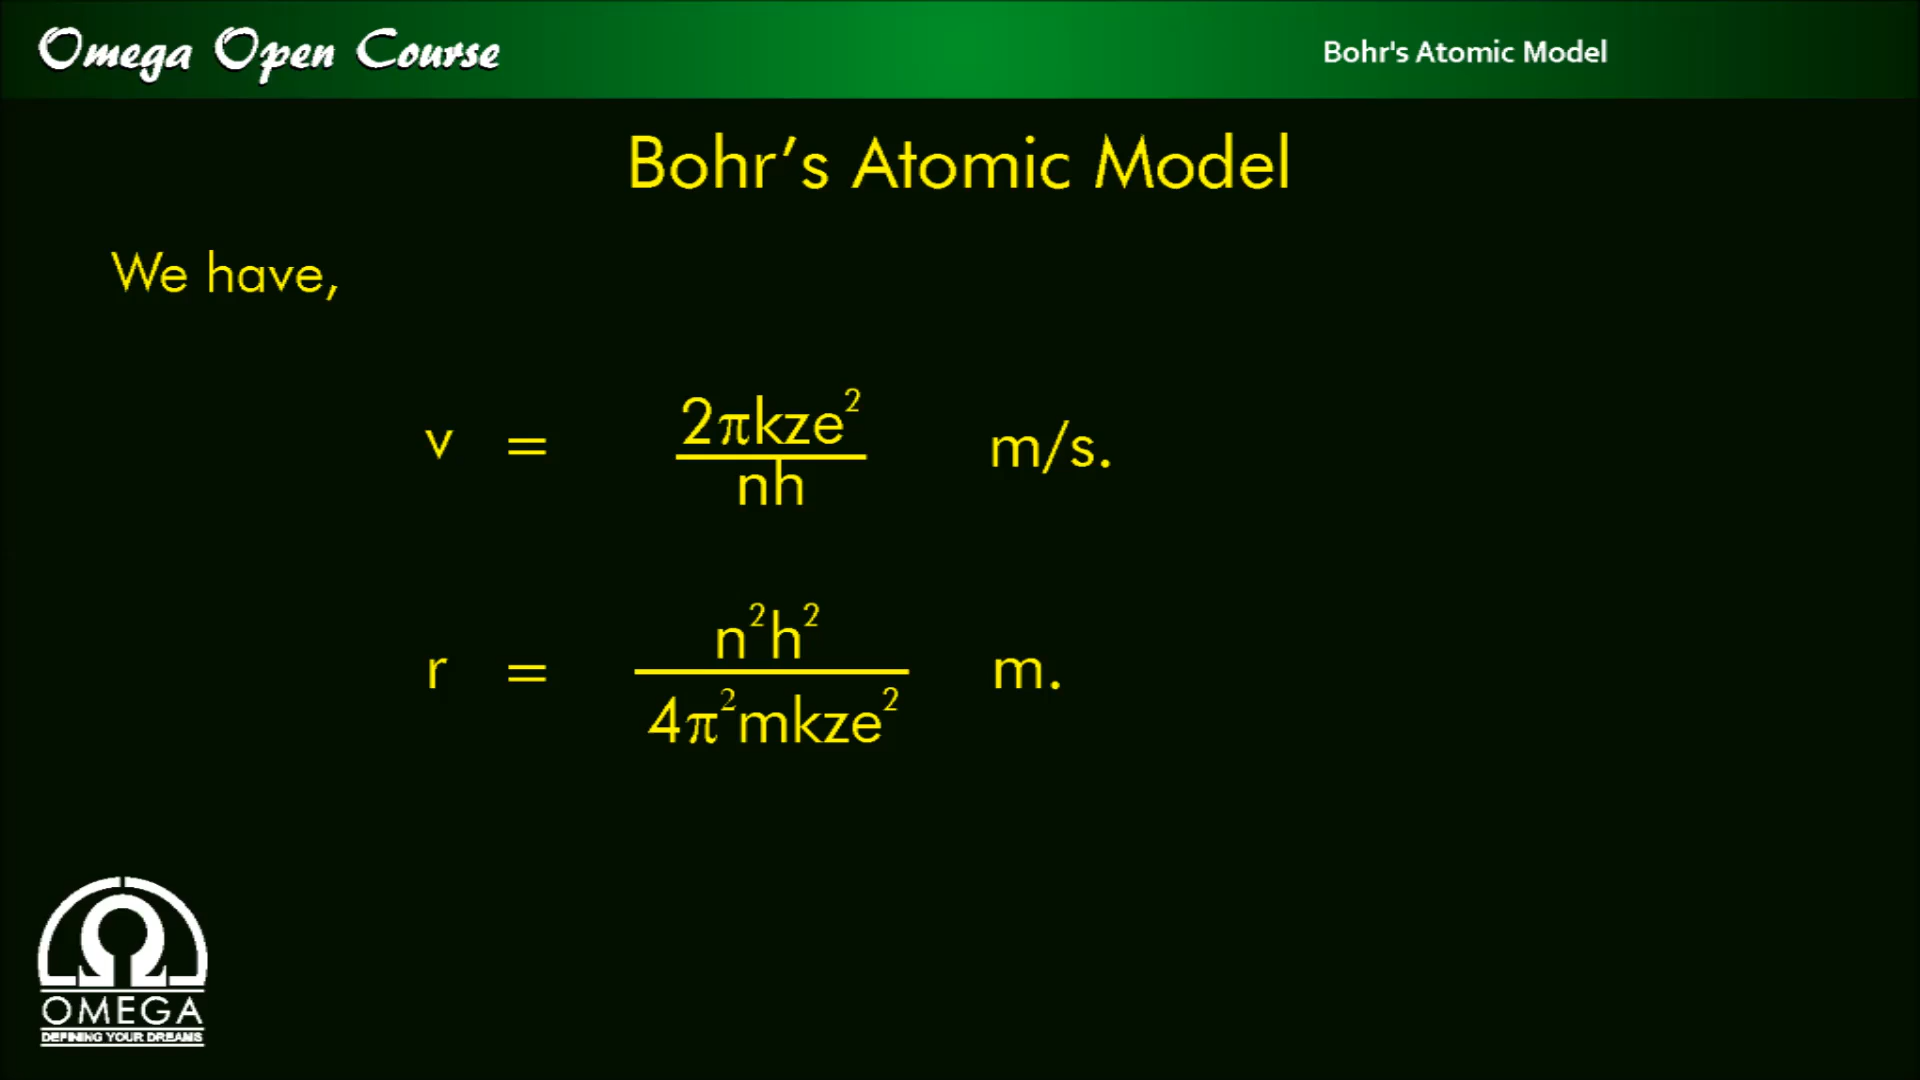 Omega Open Course
Bohr's Atomic Model
Bohr’s Atomic Model
We have,
v = 2πkze²/nh m/s.
r = n²h²/4π²mkze² m.
OMEGA
DEFINING YOUR DREAMS